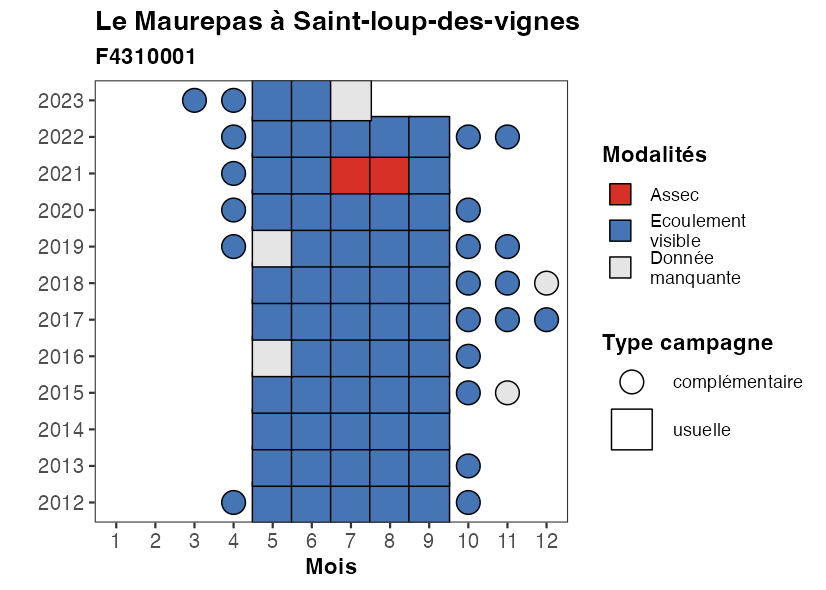 Le Maurepas à Saint-loup-des-vignes
F4310001
2023
2022
2021
2020
2019
2018
2017
2016
2015
2014
2013
2012
1 2 3 4 5 6 7 8 9 10 11 12
Mois
Modalités
Assec
Ecoulement
visible
Donnée
manquante
Type campagne
complémentaire
usuelle